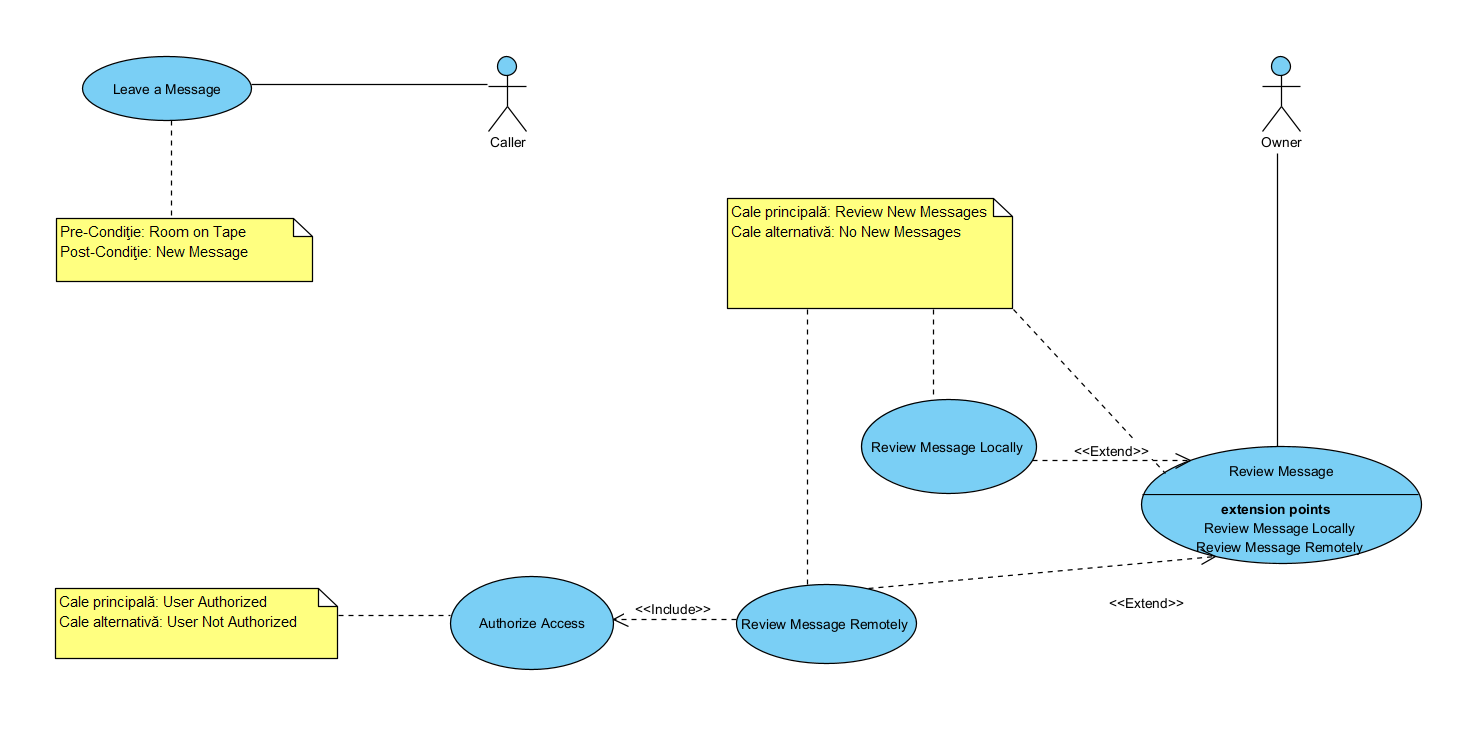 Leave a Message
Caller
Owner
Pre-Condiţie: Room on Tape
Post-Condiţie: New Message
Cale principală: Review New Messages
Cale alternativă: No New Messages
Review Message Locally
<<Extend>>
Review Message
extension points
Review Message Locally
Review Message Remotely
Cale principală: User Authorized
Cale alternativă: User Not Authorized
Authorize Access
<<Include>>
Review Message Remotely
<<Extend>>